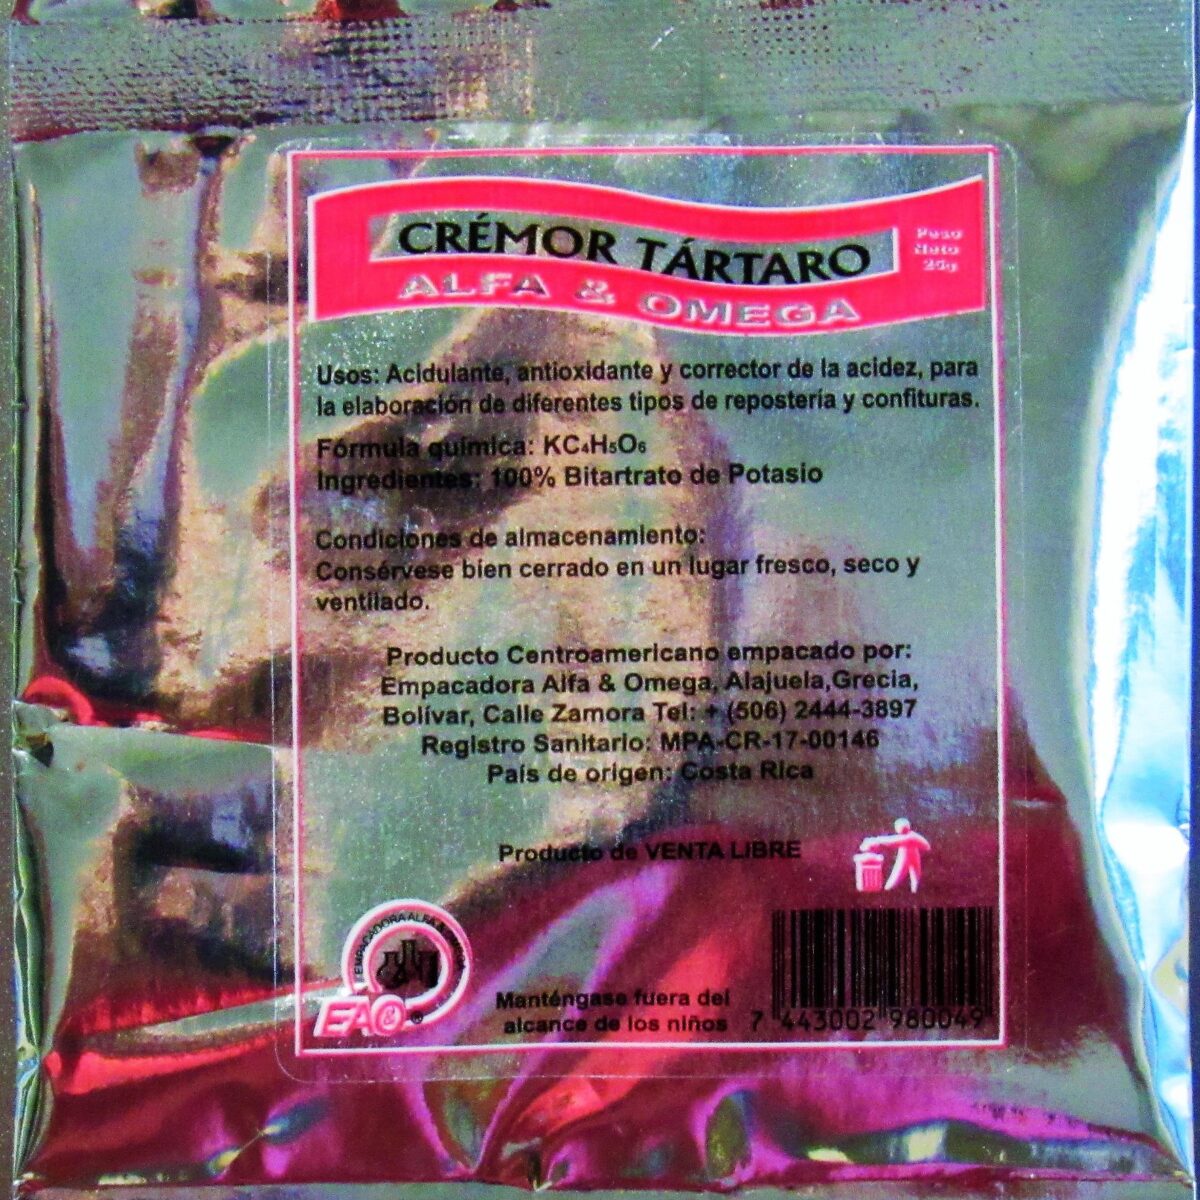 CRÉMOR TÁRTARO
Peso
Neto
25g
ALFA & OMEGA
Usos: Acidulante, antioxidante y corrector de la acidez, para
la elaboración de diferentes tipos de repostería y confituras.
Fórmula química: KC₄H₅O₆
Ingredientes: 100% Bitartrato de Potasio
Condiciones de almacenamiento:
Consérvese bien cerrado en un lugar fresco, seco y
ventilado.
Producto Centroamericano empacado por:
Empacadora Alfa & Omega, Alajuela,Grecia,
Bolívar, Calle Zamora Tel: + (506) 2444-3897
Registro Sanitario: MPA-CR-17-00146
País de origen: Costa Rica
Producto de VENTA LIBRE
EMPACADORA ALFA & OMEGA
EA&O ®
Manténgase fuera del
alcance de los niños
7 443002 980049